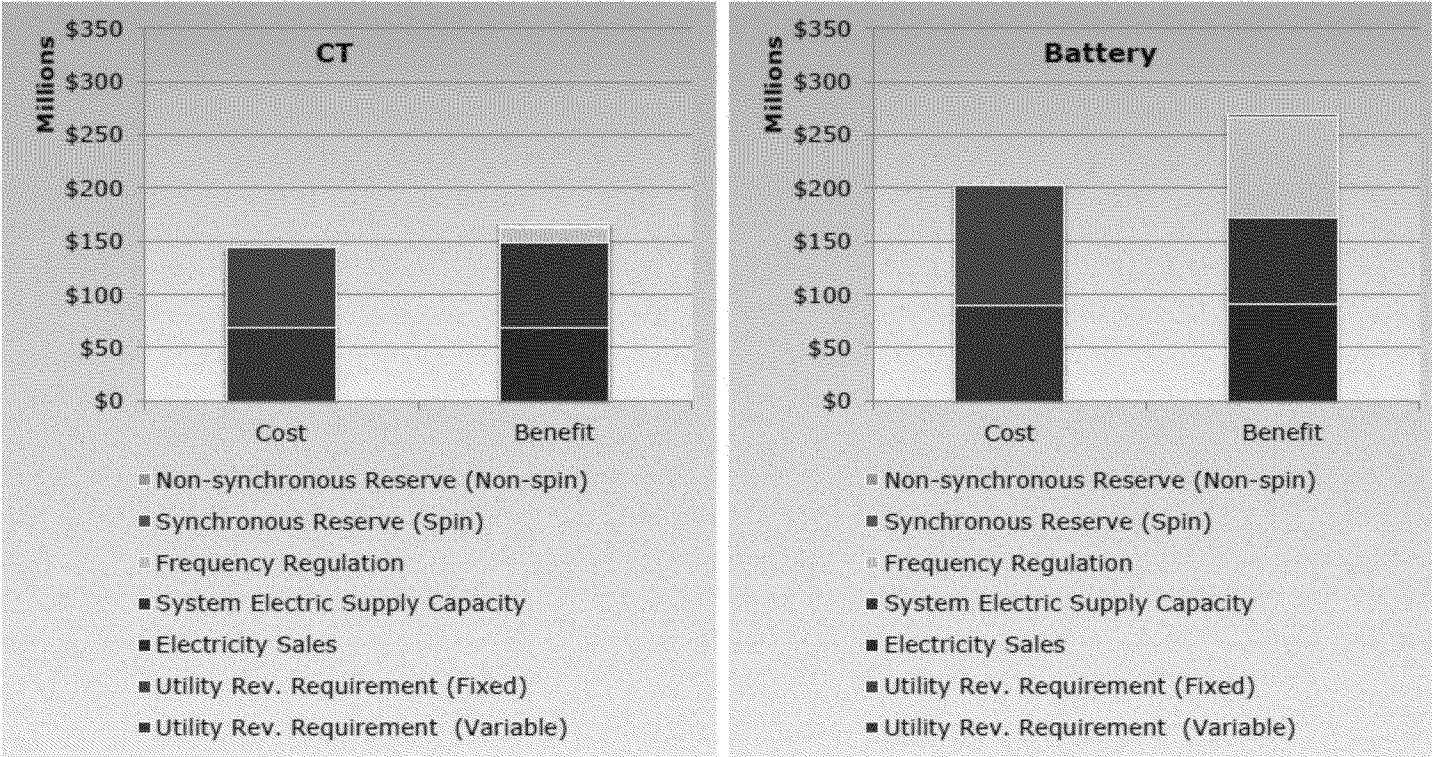 CT
Millions
$350
$300
$250
$200
$150
$100
$50
$0
Cost Benefit
Non-synchronous Reserve (Non-spin)
Synchronous Reserve (Spin)
Frequency Regulation
System Electric Supply Capacity
Electricity Sales
Utility Rev. Requirement (Fixed)
Utility Rev. Requirement (Variable)
Battery
Millions
$350
$300
$250
$200
$150
$100
$50
$0
Cost Benefit
Non-synchronous Reserve (Non-spin)
Synchronous Reserve (Spin)
Frequency Regulation
System Electric Supply Capacity
Electricity Sales
Utility Rev. Requirement (Fixed)
Utility Rev. Requirement (Variable)